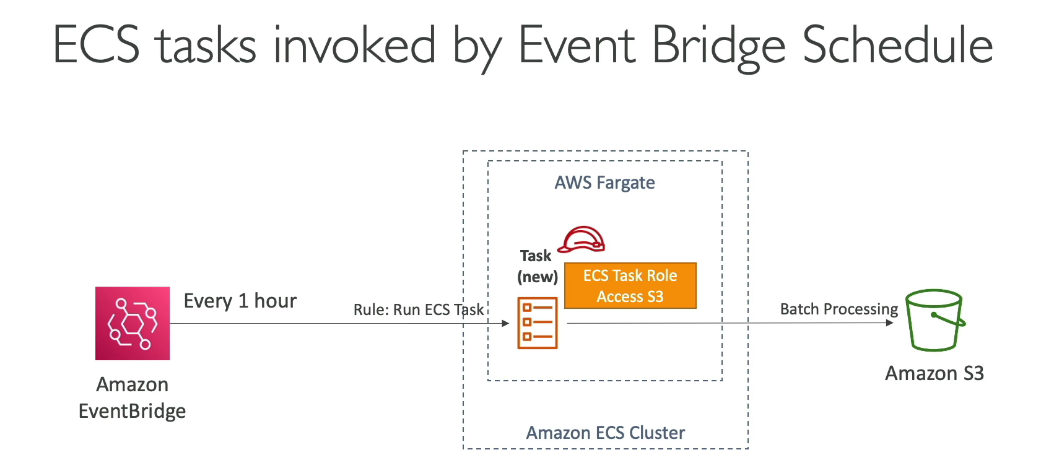 ECS tasks invoked by Event Bridge Schedule
AWS Fargate
Task
(new)
ECS Task Role
Access S3
Every 1 hour
Rule: Run ECS Task
Batch Processing
Amazon
EventBridge
Amazon S3
Amazon ECS Cluster